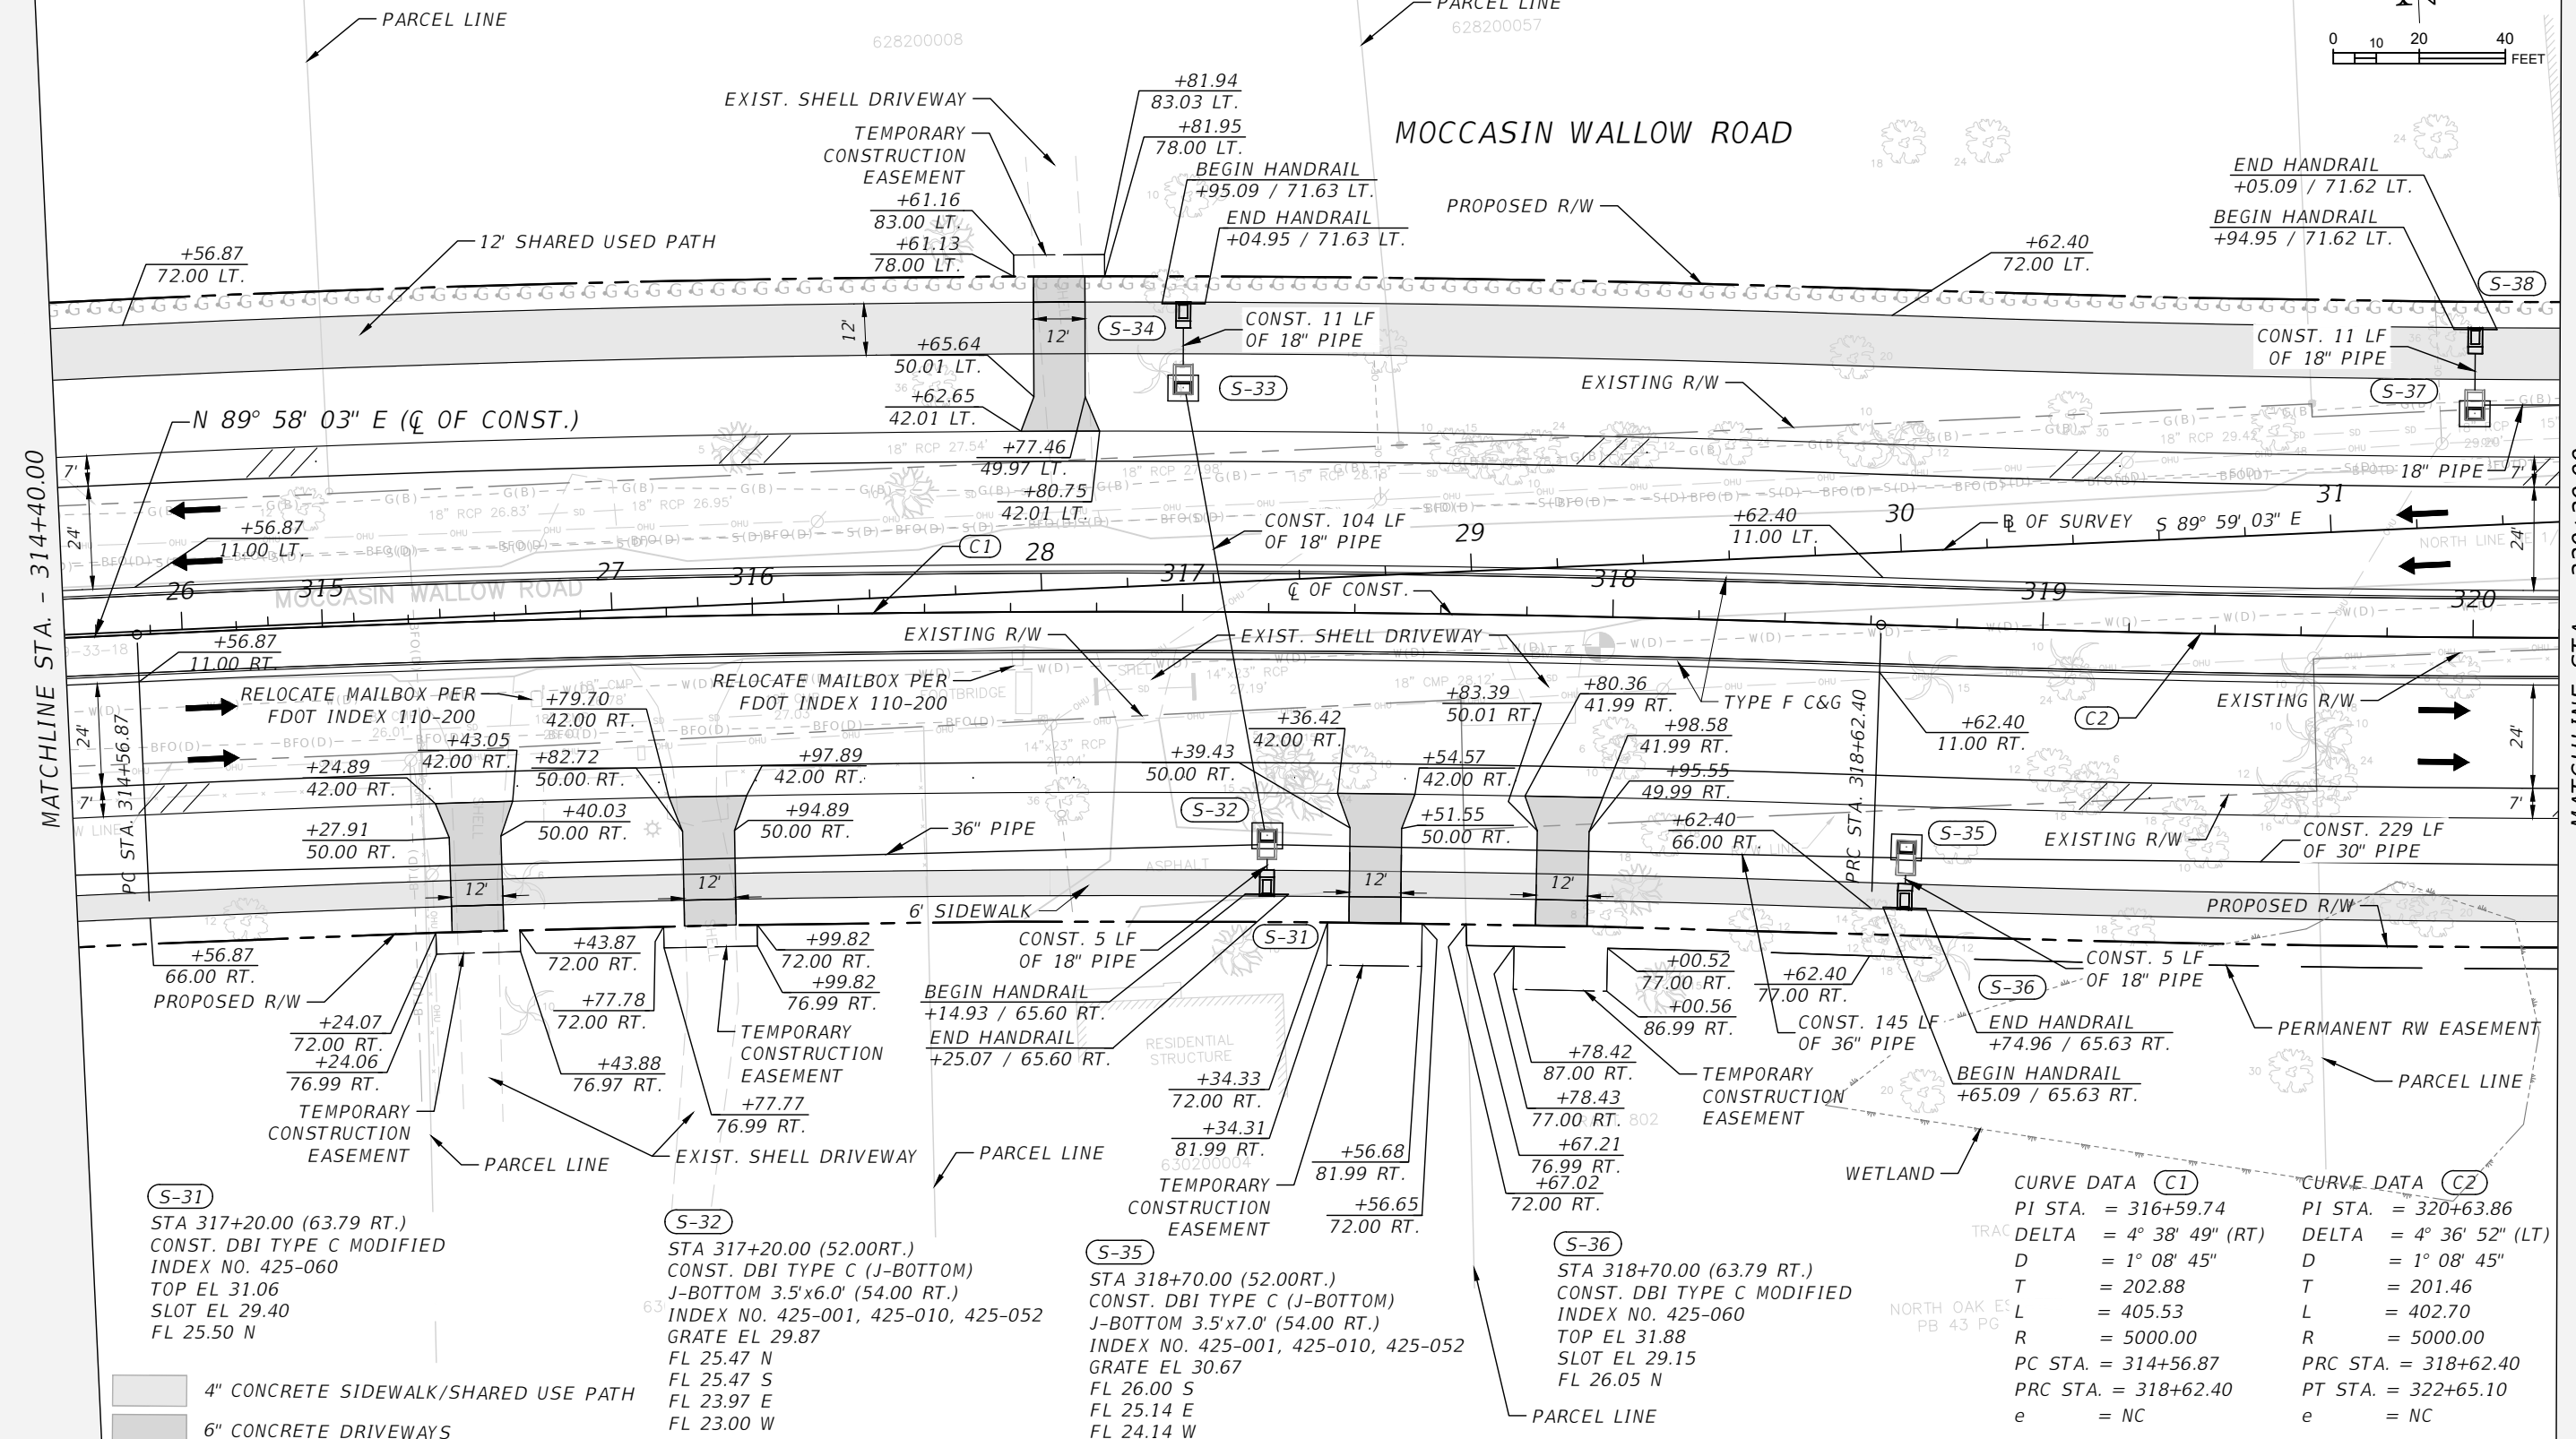 PARCEL LINE
PARCEL LINE
628200008
628200057
0 10 20 40
FEET
EXIST. SHELL DRIVEWAY
TEMPORARY
CONSTRUCTION
EASEMENT
+61.16
83.00 LT.
+61.13
78.00 LT.
+81.94
83.03 LT.
+81.95
78.00 LT.
BEGIN HANDRAIL
+95.09 / 71.63 LT.
END HANDRAIL
+04.95 / 71.63 LT.
MOCCASIN WALLOW ROAD
PROPOSED R/W
END HANDRAIL
+05.09 / 71.62 LT.
BEGIN HANDRAIL
+94.95 / 71.62 LT.
+62.40
72.00 LT.
S-38
+56.87
72.00 LT.
12' SHARED USED PATH
12'
12'
S-34
CONST. 11 LF
OF 18" PIPE
S-33
+65.64
50.01 LT.
+62.65
42.01 LT.
+77.46
49.97 LT.
+80.75
42.01 LT.
EXISTING R/W
CONST. 11 LF
OF 18" PIPE
S-37
18" PIPE
7'
24'
N 89° 58' 03" E (℄ OF CONST.)
MATCHLINE STA. - 314+40.00
7'
24'
18" RCP 27.54'
18" RCP 26.83'
18" RCP 26.95'
18" RCP 27.98'
+56.87
11.00 LT.
C1
CONST. 104 LF
OF 18" PIPE
+62.40
11.00 LT.
B̲L OF SURVEY S 89° 59' 03" E
26 27 28 29 30 31
315 316 317 318 319 320
MOCCASIN WALLOW ROAD
℄ OF CONST.
+56.87
11.00 RT.
EXISTING R/W
EXIST. SHELL DRIVEWAY
RELOCATE MAILBOX PER
FDOT INDEX 110-200
RELOCATE MAILBOX PER
FDOT INDEX 110-200
FOOTBRIDGE
TYPE F C&G
C2
EXISTING R/W
24'
7'
PC STA. 314+56.87
+24.89
42.00 RT.
+43.05
42.00 RT.
+79.70
42.00 RT.
+82.72
50.00 RT.
+97.89
42.00 RT.
+27.91
50.00 RT.
+40.03
50.00 RT.
+94.89
50.00 RT.
+36.42
42.00 RT.
+39.43
50.00 RT.
+54.57
42.00 RT.
+51.55
50.00 RT.
+83.39
50.01 RT.
+80.36
41.99 RT.
+98.58
41.99 RT.
+95.55
49.99 RT.
+62.40
66.00 RT.
+62.40
11.00 RT.
PRC STA. 318+62.40
S-32
S-35
36" PIPE
ASPHALT
EXISTING R/W
CONST. 229 LF
OF 30" PIPE
24'
7'
12'
12'
12'
12'
6' SIDEWALK
PROPOSED R/W
+56.87
66.00 RT.
PROPOSED R/W
+24.07
72.00 RT.
+24.06
76.99 RT.
+43.87
72.00 RT.
+77.78
72.00 RT.
+43.88
76.97 RT.
+99.82
72.00 RT.
+99.82
76.99 RT.
+77.77
76.99 RT.
TEMPORARY
CONSTRUCTION
EASEMENT
TEMPORARY
CONSTRUCTION
EASEMENT
CONST. 5 LF
OF 18" PIPE
S-31
BEGIN HANDRAIL
+14.93 / 65.60 RT.
END HANDRAIL
+25.07 / 65.60 RT.
RESIDENTIAL
STRUCTURE
+34.33
72.00 RT.
+34.31
81.99 RT.
+56.68
81.99 RT.
+56.65
72.00 RT.
+00.52
77.00 RT.
+00.56
86.99 RT.
+78.42
87.00 RT.
+78.43
77.00 RT.
+67.21
76.99 RT.
+67.02
72.00 RT.
+62.40
77.00 RT.
CONST. 145 LF
OF 36" PIPE
TEMPORARY
CONSTRUCTION
EASEMENT
TEMPORARY
CONSTRUCTION
EASEMENT
CONST. 5 LF
OF 18" PIPE
S-36
END HANDRAIL
+74.96 / 65.63 RT.
BEGIN HANDRAIL
+65.09 / 65.63 RT.
PERMANENT RW EASEMENT
PARCEL LINE
WETLAND
PARCEL LINE
EXIST. SHELL DRIVEWAY
PARCEL LINE
630200004
PARCEL LINE
S-31
STA 317+20.00 (63.79 RT.)
CONST. DBI TYPE C MODIFIED
INDEX NO. 425-060
TOP EL 31.06
SLOT EL 29.40
FL 25.50 N
S-32
STA 317+20.00 (52.00RT.)
CONST. DBI TYPE C (J-BOTTOM)
J-BOTTOM 3.5'x6.0' (54.00 RT.)
INDEX NO. 425-001, 425-010, 425-052
GRATE EL 29.87
FL 25.47 N
FL 25.47 S
FL 23.97 E
FL 23.00 W
S-35
STA 318+70.00 (52.00RT.)
CONST. DBI TYPE C (J-BOTTOM)
J-BOTTOM 3.5'x7.0' (54.00 RT.)
INDEX NO. 425-001, 425-010, 425-052
GRATE EL 30.67
FL 26.00 S
FL 25.14 E
FL 24.14 W
S-36
STA 318+70.00 (63.79 RT.)
CONST. DBI TYPE C MODIFIED
INDEX NO. 425-060
TOP EL 31.88
SLOT EL 29.15
FL 26.05 N
CURVE DATA C1
PI STA. = 316+59.74
DELTA = 4° 38' 49" (RT)
D = 1° 08' 45"
T = 202.88
L = 405.53
R = 5000.00
PC STA. = 314+56.87
PRC STA. = 318+62.40
e = NC
CURVE DATA C2
PI STA. = 320+63.86
DELTA = 4° 36' 52" (LT)
D = 1° 08' 45"
T = 201.46
L = 402.70
R = 5000.00
PRC STA. = 318+62.40
PT STA. = 322+65.10
e = NC
4" CONCRETE SIDEWALK/SHARED USE PATH
6" CONCRETE DRIVEWAYS